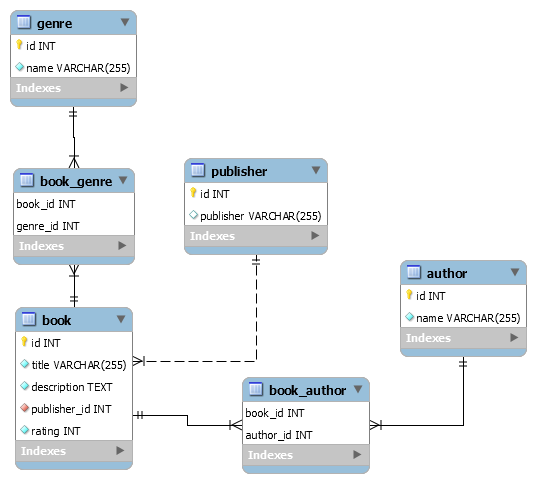 genre
id INT
name VARCHAR(255)
Indexes
book_genre
book_id INT
genre_id INT
Indexes
publisher
id INT
publisher VARCHAR(255)
Indexes
book
id INT
title VARCHAR(255)
description TEXT
publisher_id INT
rating INT
Indexes
author
id INT
name VARCHAR(255)
Indexes
book_author
book_id INT
author_id INT
Indexes